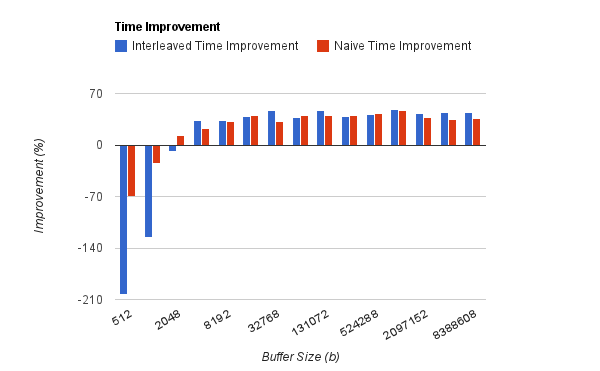 Time Improvement
Interleaved Time Improvement
Naive Time Improvement
70
0
-70
-140
-210
Improvement (%)
512
2048
8192
32768
131072
524288
2097152
8388608
Buffer Size (b)